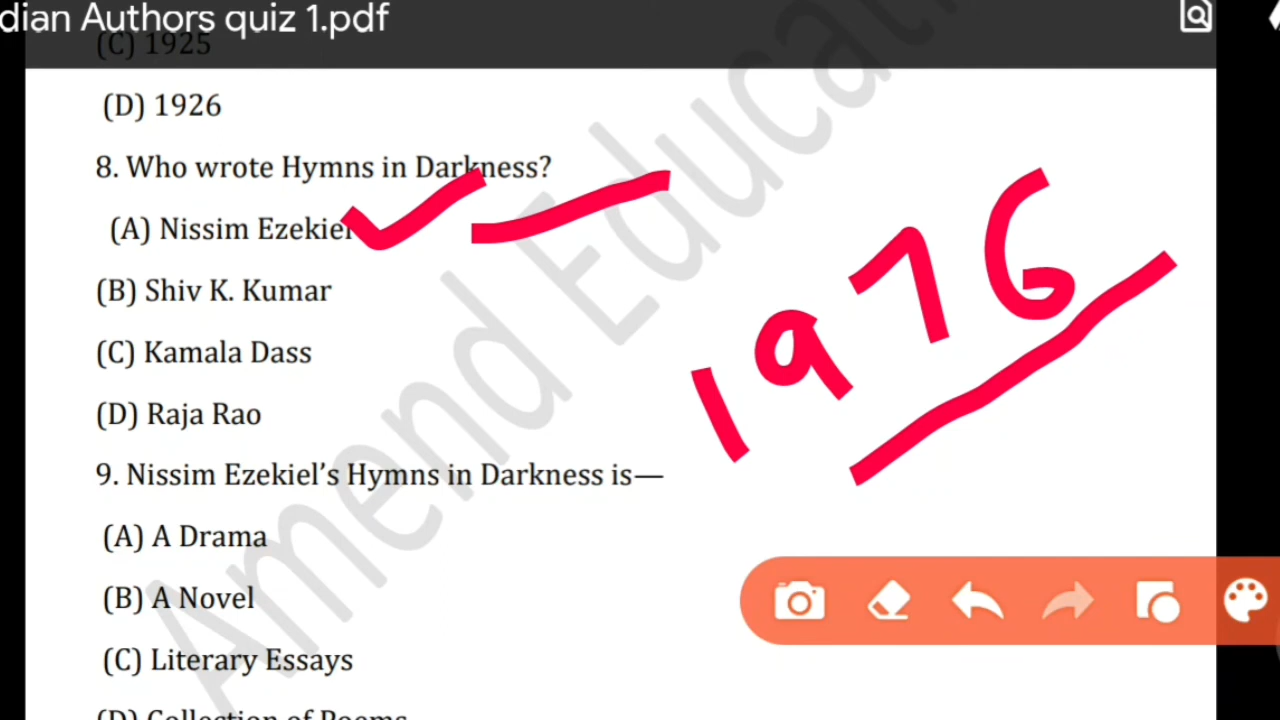 dian Authors quiz 1.pdf
(C) 1925
(D) 1926
8. Who wrote Hymns in Darkness?
(A) Nissim Ezekiel
(B) Shiv K. Kumar
(C) Kamala Dass
(D) Raja Rao
1976
9. Nissim Ezekiel’s Hymns in Darkness is—
(A) A Drama
(B) A Novel
(C) Literary Essays
(D) Collection of Poems
Amend Educati